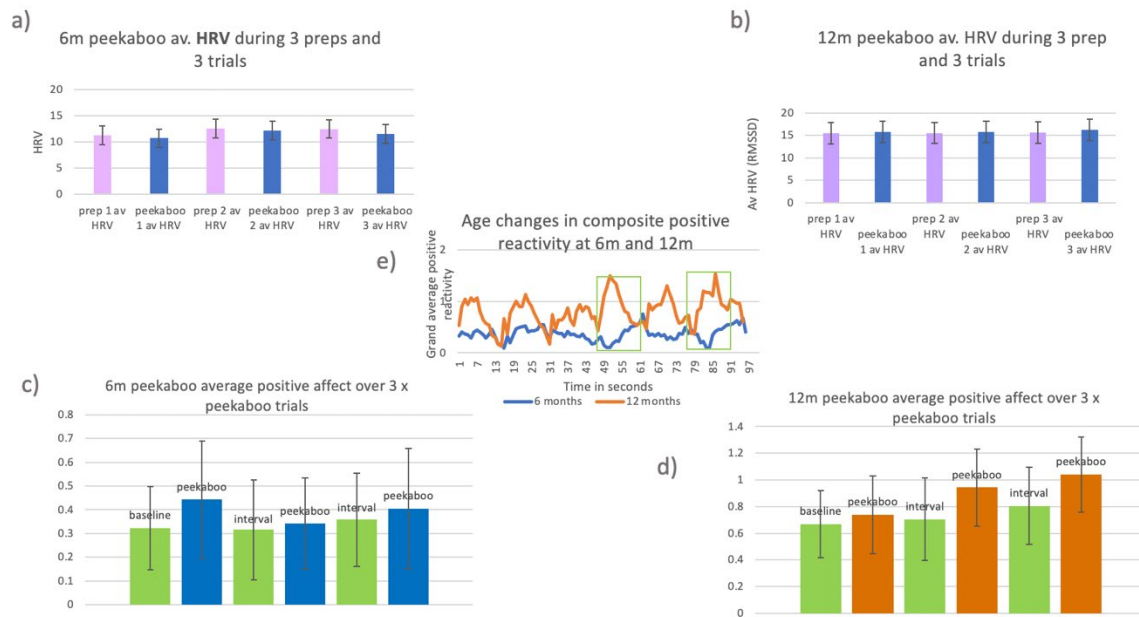 a)
6m peekaboo av. HRV during 3 preps and
3 trials
20
15
10
5
0
HRV
prep 1 av
HRV
peekaboo
1 av HRV
prep 2 av
HRV
peekaboo
2 av HRV
prep 3 av
HRV
peekaboo
3 av HRV
b)
12m peekaboo av. HRV during 3 prep
and 3 trials
20
15
10
5
0
Av HRV (RMSSD)
prep 1 av
HRV
peekaboo
1 av HRV
prep 2 av
HRV
peekaboo
2 av HRV
prep 3 av
HRV
peekaboo
3 av HRV
e)
Age changes in composite positive
reactivity at 6m and 12m
Grand average positive
reactivity
2
1
0
1 7 13 19 25 31 37 43 49 55 61 67 73 79 85 91 97
Time in seconds
6 months 12 months
c)
6m peekaboo average positive affect over 3 x
peekaboo trials
0.8
0.7
0.6
0.5
0.4
0.3
0.2
0.1
0
baseline
peekaboo
interval
peekaboo
interval
peekaboo
d)
12m peekaboo average positive affect over 3 x
peekaboo trials
1.4
1.2
1
0.8
0.6
0.4
0.2
0
baseline
peekaboo
interval
peekaboo
interval
peekaboo